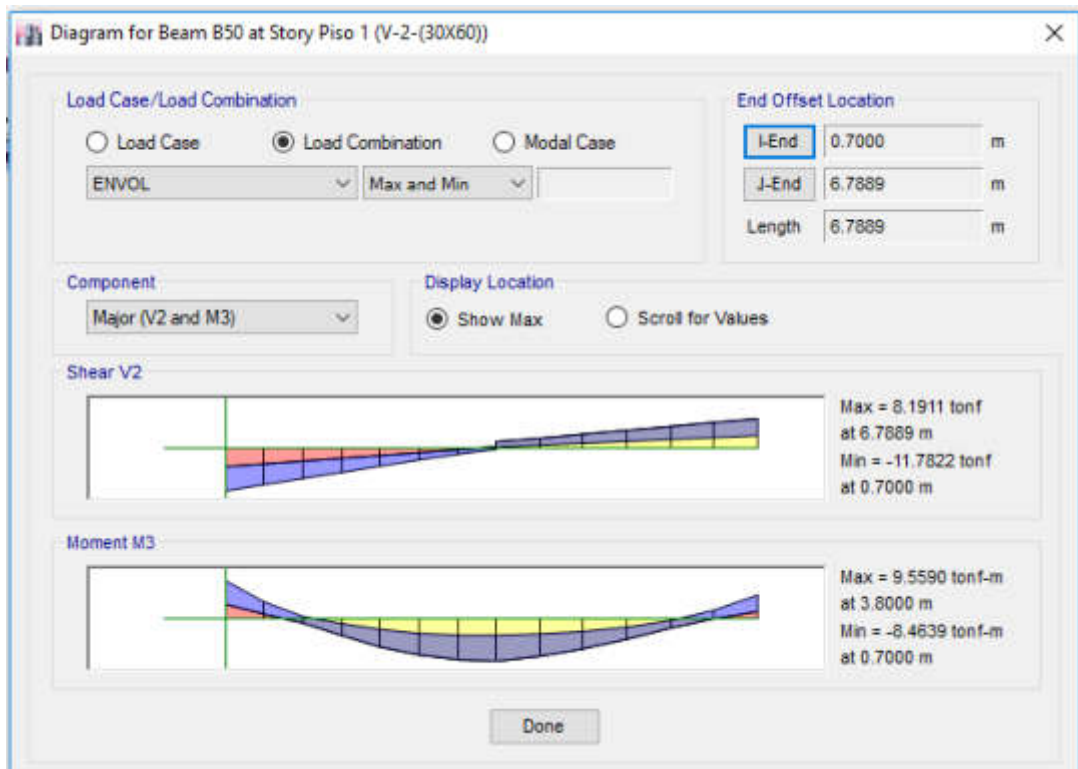 Diagram for Beam B50 at Story Piso 1 (V-2-(30X60))
Load Case/Load Combination
Load Case
Load Combination
Modal Case
ENVOL
Max and Min
End Offset Location
I-End 0.7000 m
J-End 6.7889 m
Length 6.7889 m
Component
Major (V2 and M3)
Display Location
Show Max
Scroll for Values
Shear V2
Max = 8.1911 tonf
at 6.7889 m
Min = -11.7822 tonf
at 0.7000 m
Moment M3
Max = 9.5590 tonf-m
at 3.8000 m
Min = -8.4639 tonf-m
at 0.7000 m
Done